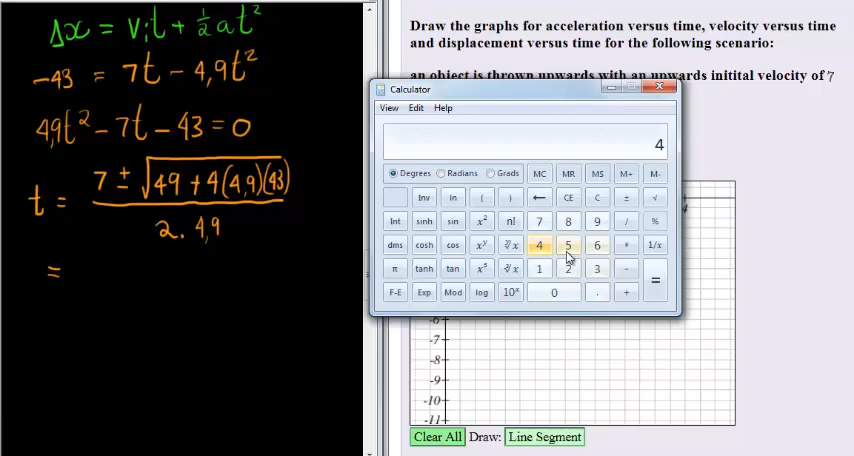 Δx = Vit + ½at²
-43 = 7t - 4,9t²
4,9t² - 7t - 43 = 0
t = 7 ± √49 + 4(4,9)(43)
2. 4,9
=
Draw the graphs for acceleration versus time, velocity versus time
and displacement versus time for the following scenario:
an object is thrown upwards with an upwards initital velocity of 7
Calculator
View Edit Help
4
Degrees Radians Grads MC MR MS M+ M-
Inv ln ( ) ← CE C ± √
Int sinh sin x² n! 7 8 9 / %
dms cosh cos xʸ ʸ√x 4 5 6 * 1/x
π tanh tan x³ ³√x 1 2 3 - =
F-E Exp Mod log 10ˣ 0 . +
4
-6
-7
-8
-9
-10
-11
Clear All Draw: Line Segment